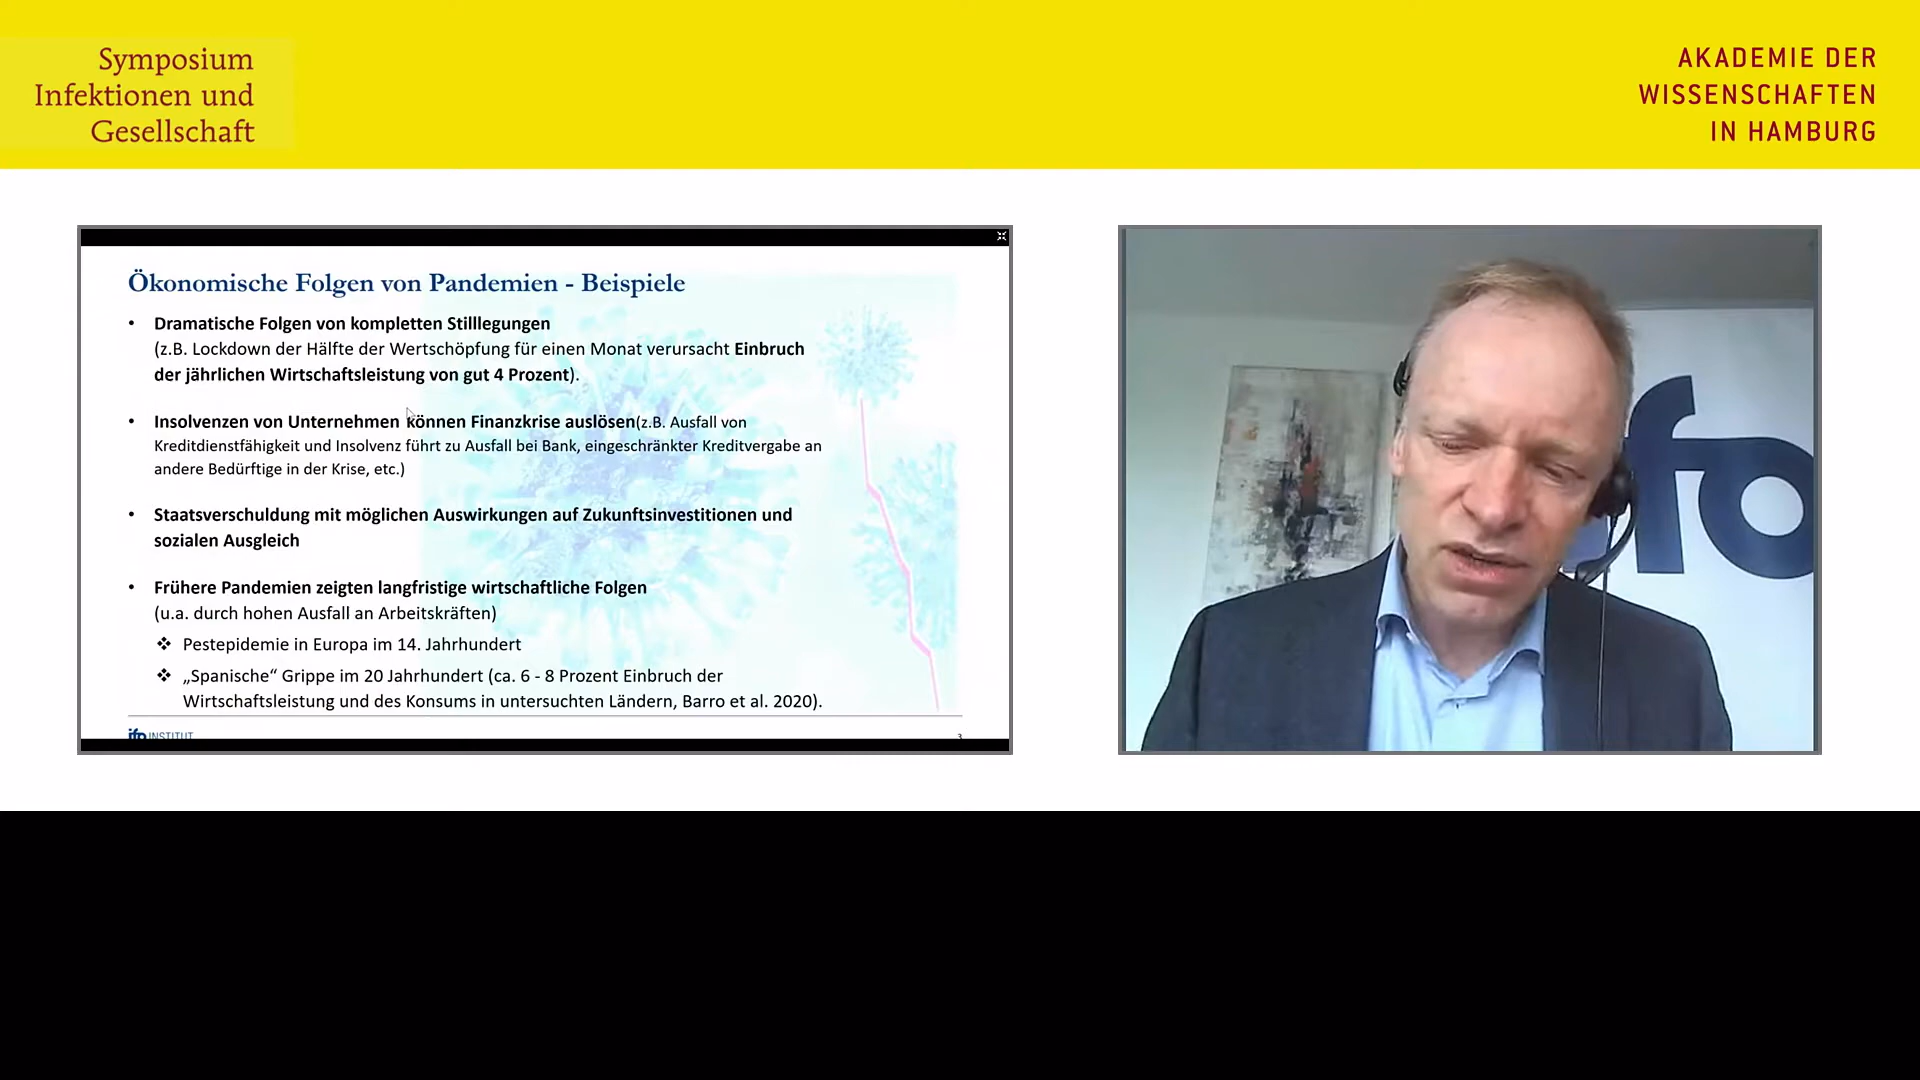 Symposium
Infektionen und
Gesellschaft
AKADEMIE DER
WISSENSCHAFTEN
IN HAMBURG
Ökonomische Folgen von Pandemien - Beispiele
• Dramatische Folgen von kompletten Stilllegungen
(z.B. Lockdown der Hälfte der Wertschöpfung für einen Monat verursacht Einbruch
der jährlichen Wirtschaftsleistung von gut 4 Prozent).
• Insolvenzen von Unternehmen können Finanzkrise auslösen(z.B. Ausfall von
Kreditdienstfähigkeit und Insolvenz führt zu Ausfall bei Bank, eingeschränkter Kreditvergabe an
andere Bedürftige in der Krise, etc.)
• Staatsverschuldung mit möglichen Auswirkungen auf Zukunftsinvestitionen und
sozialen Ausgleich
• Frühere Pandemien zeigten langfristige wirtschaftliche Folgen
(u.a. durch hohen Ausfall an Arbeitskräften)
❖ Pestepidemie in Europa im 14. Jahrhundert
❖ „Spanische“ Grippe im 20 Jahrhundert (ca. 6 - 8 Prozent Einbruch der
Wirtschaftsleistung und des Konsums in untersuchten Ländern, Barro et al. 2020).
ifo INSTITUT
3
ifo